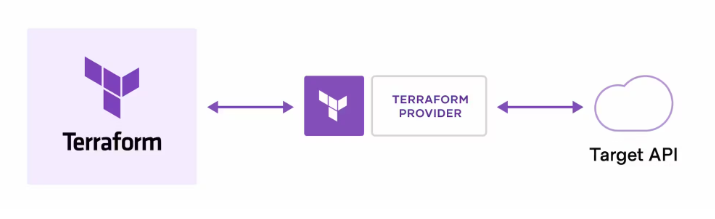 Terraform
TERRAFORM
PROVIDER
Target API